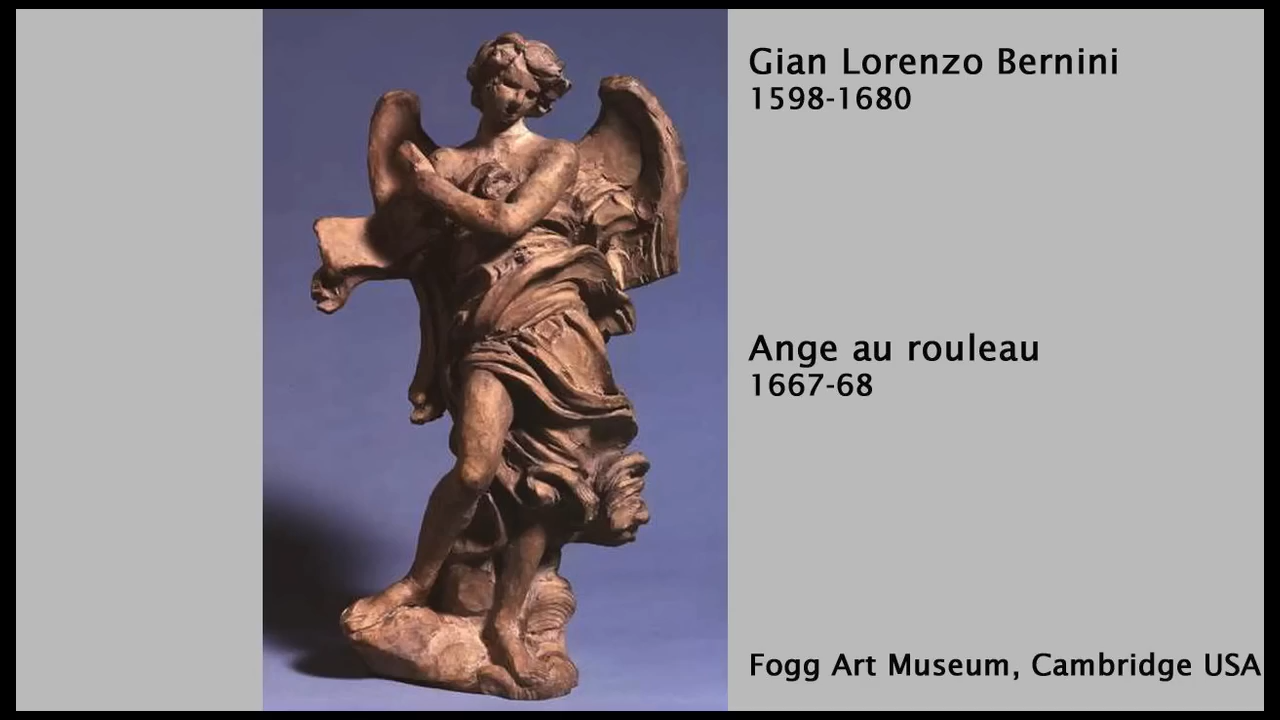 Gian Lorenzo Bernini
1598-1680
Ange au rouleau
1667-68
Fogg Art Museum, Cambridge USA